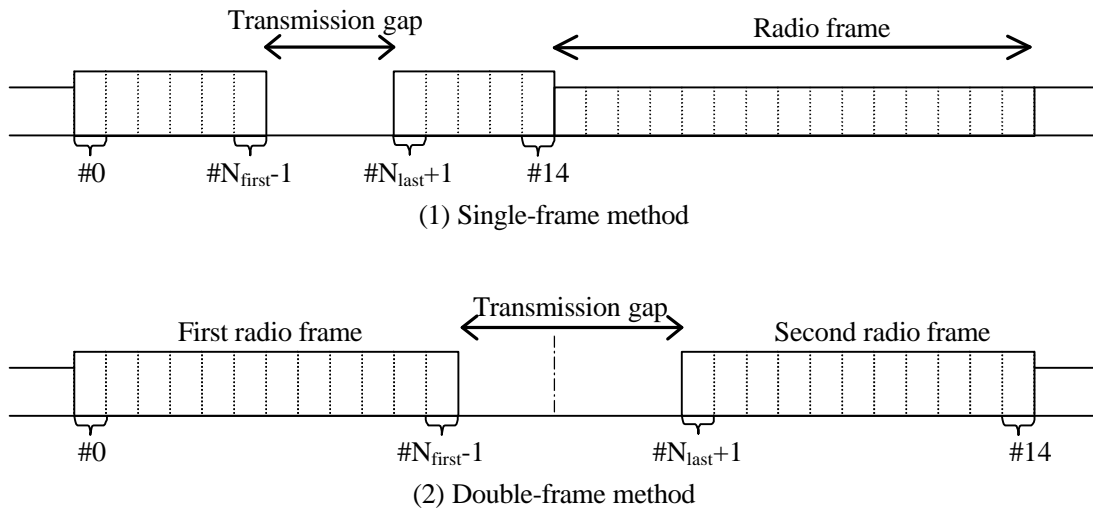 Transmission gap
Radio frame
#0 #Nfirst-1 #Nlast+1 #14
(1) Single-frame method
Transmission gap
First radio frame Second radio frame
#0 #Nfirst-1 #Nlast+1 #14
(2) Double-frame method